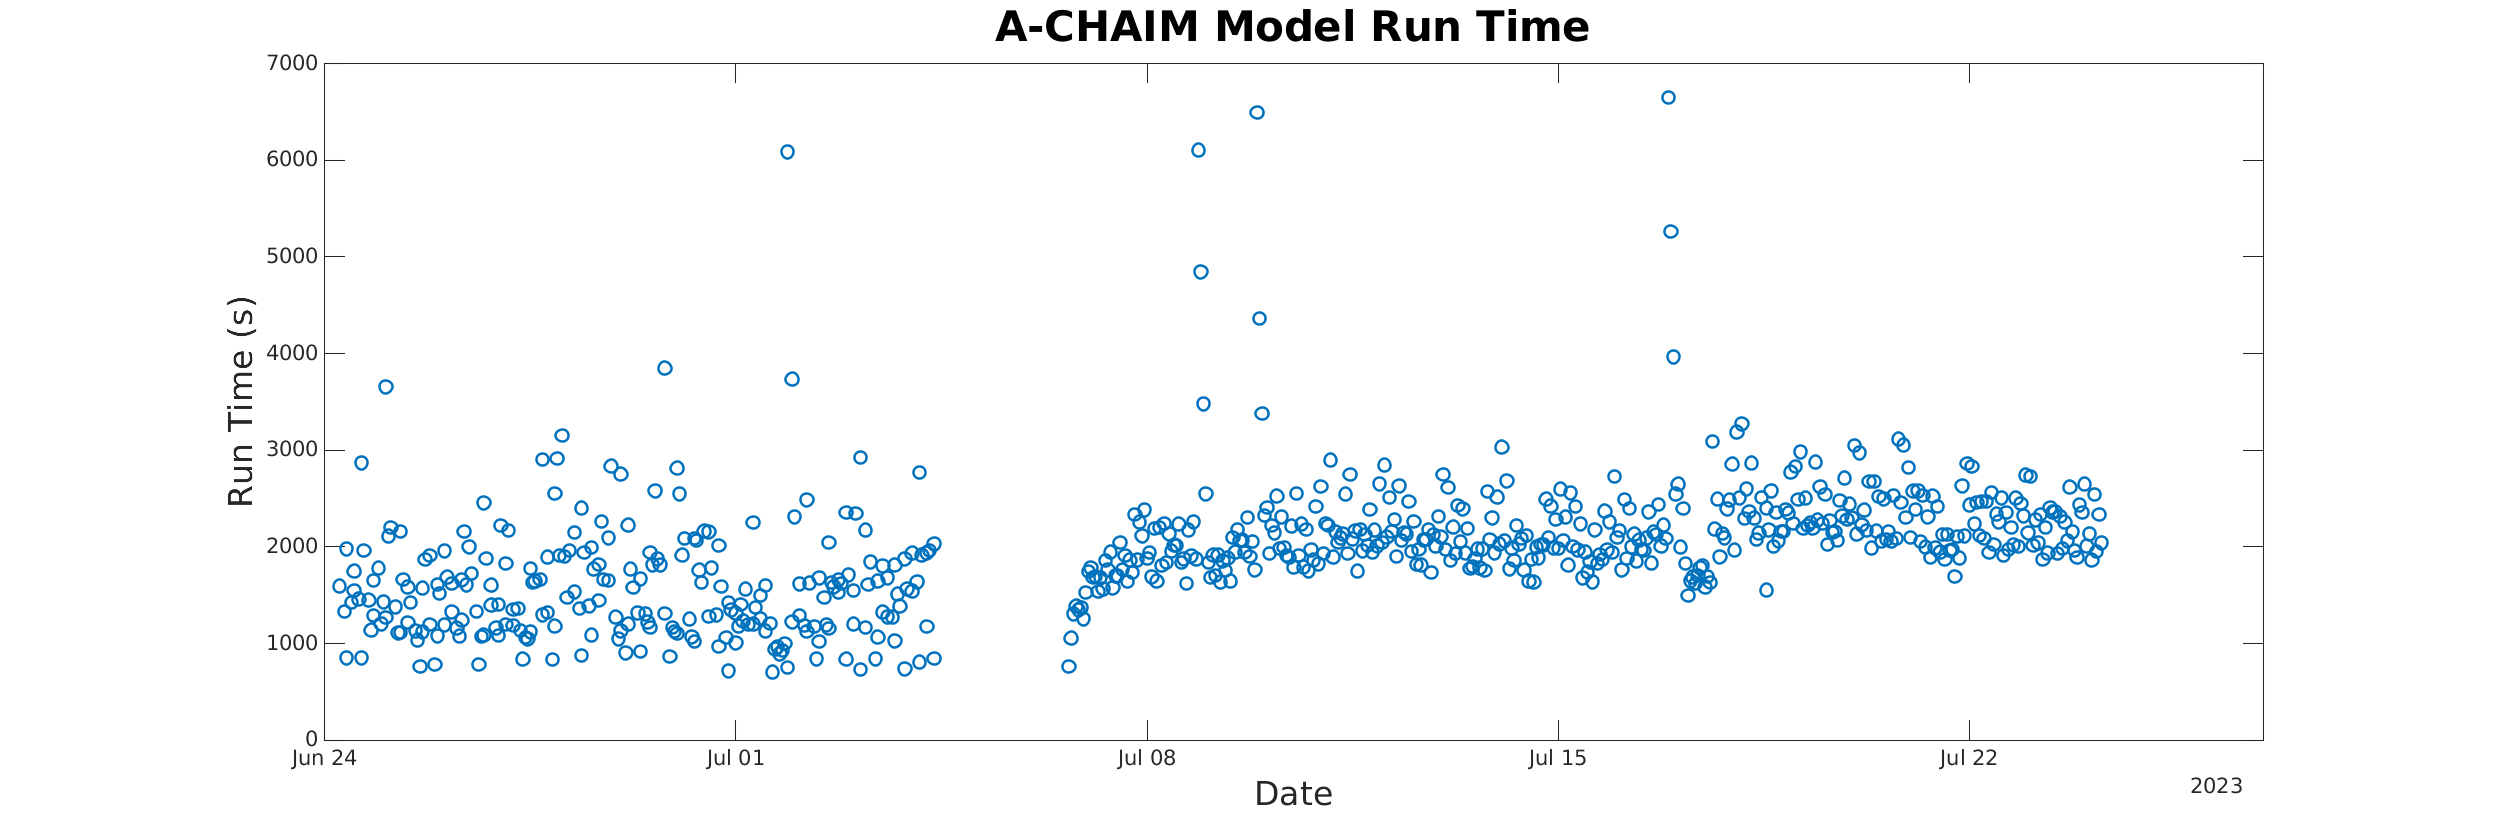 A-CHAIM Model Run Time
7000
6000
5000
4000
3000
2000
1000
0
Run Time (s)
Jun 24
Jul 01
Jul 08
Jul 15
Jul 22
2023
Date